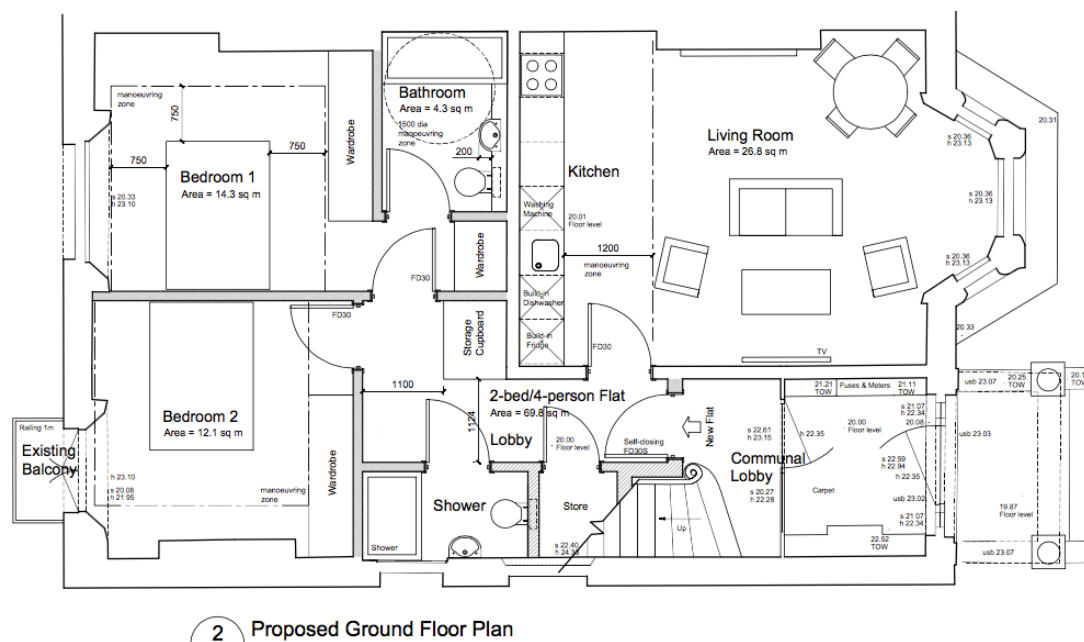 manoeuvring
zone
750
750
750
Bedroom 1
Area = 14.3 sq m
s 20.33
h 23.10
Wardrobe
Bathroom
Area = 4.3 sq m
1500 dia
manoeuvring
zone
200
FD30
Wardrobe
Kitchen
Washing
Machine
20.01
Floor level
1200
manoeuvring
zone
Build-in
Dishwasher
Build-in
Fridge
FD30
Living Room
Area = 26.8 sq m
TV
s 20.36
h 23.13
s 20.36
h 23.13
s 20.36
h 23.13
20.31
20.33
FD30
Storage
Cupboard
1100
1124
2-bed/4-person Flat
Area = 69.8 sq m
Lobby
20.00
Floor level
Self-closing
FD30S
New Flat
Bedroom 2
Area = 12.1 sq m
Railing 1m
Existing
Balcony
h 23.10
s 20.08
h 21.95
manoeuvring
zone
Wardrobe
Shower
Shower
Store
s 22.40
Up
s 22.61
h 23.15
Communal
Lobby
s 20.27
h 22.28
21.21
TOW
Fuses & Meters
21.11
TOW
h 22.35
20.00
Floor level
Carpet
s 21.07
h 22.34
20.08
s 22.59
h 22.94
h 22.35
usb 23.02
s 21.07
h 22.34
22.52
TOW
usb 23.07
20.25
TOW
TOW
usb 23.03
19.87
Floor level
usb 23.07
2
Proposed Ground Floor Plan